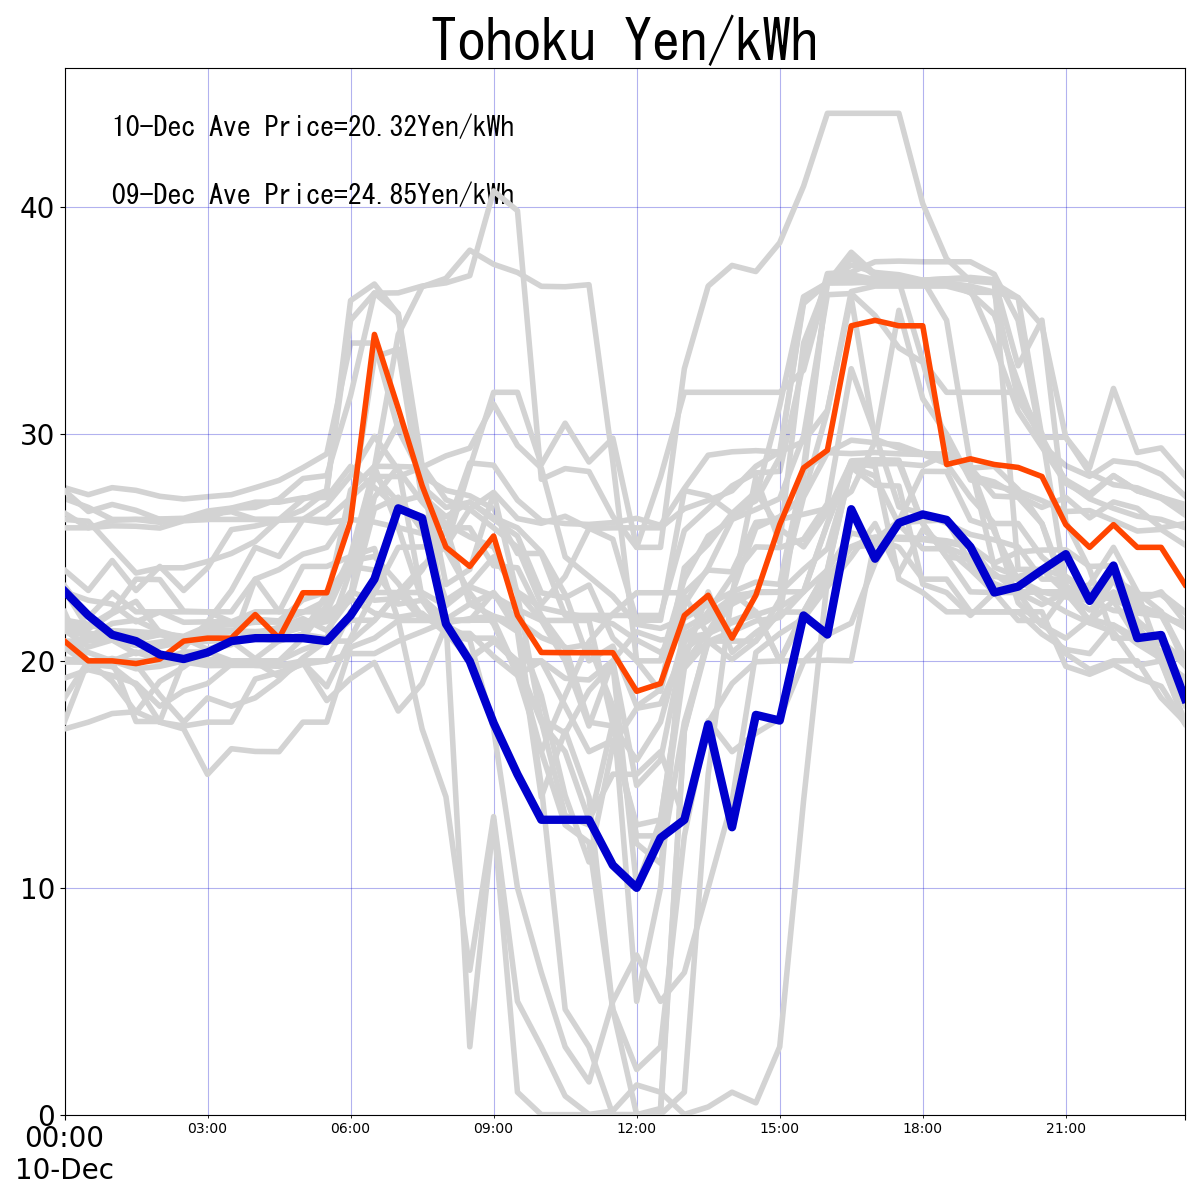 Tohoku Yen/kWh
10-Dec Ave Price=20.32Yen/kWh
09-Dec Ave Price=24.85Yen/kWh
40
30
20
10
0
00:00 03:00 06:00 09:00 12:00 15:00 18:00 21:00
10-Dec